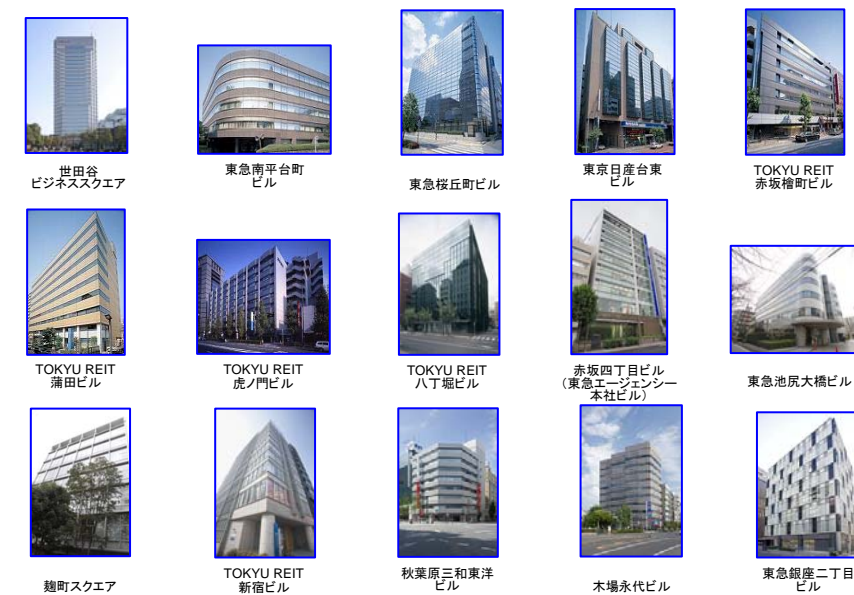 世田谷
ビジネススクエア
東急南平台町
ビル
東急桜丘町ビル
東京日産台東
ビル
TOKYU REIT
赤坂檜町ビル
TOKYU REIT
蒲田ビル
TOKYU REIT
虎ノ門ビル
TOKYU REIT
八丁堀ビル
赤坂四丁目ビル
（東急エージェンシー
本社ビル）
東急池尻大橋ビル
麹町スクエア
TOKYU REIT
新宿ビル
秋葉原三和東洋
ビル
木場永代ビル
東急銀座二丁目
ビル